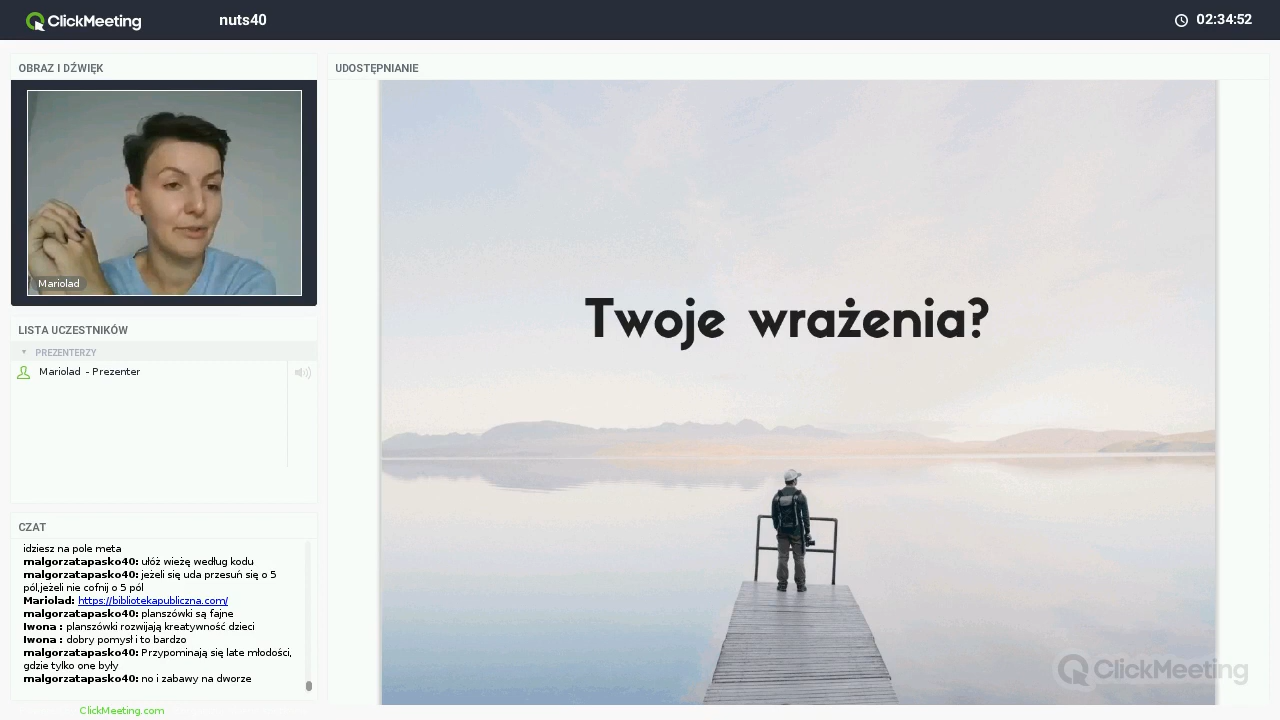 ClickMeeting
nuts40
02:34:52
OBRAZ I DŹWIĘK
Mariolad
LISTA UCZESTNIKÓW
PREZENTERZY
Mariolad - Prezenter
CZAT
idziesz na pole meta
malgorzatapasko40: ułóż wieżę według kodu
malgorzatapasko40: jeżeli się uda przesuń się o 5
pól,jeżeli nie cofnij o 5 pól
Mariolad: https://bibliotekapubliczna.com/
malgorzatapasko40: planszówki są fajne
Iwona : planszówki rozwijają kreatywność dzieci
Iwona : dobry pomysł i to bardzo
malgorzatapasko40: Przypominają się late młodości,
gdzie tylko one były
malgorzatapasko40: no i zabawy na dworze
ClickMeeting.com
UDOSTĘPNIANIE
Twoje wrażenia?
ClickMeeting